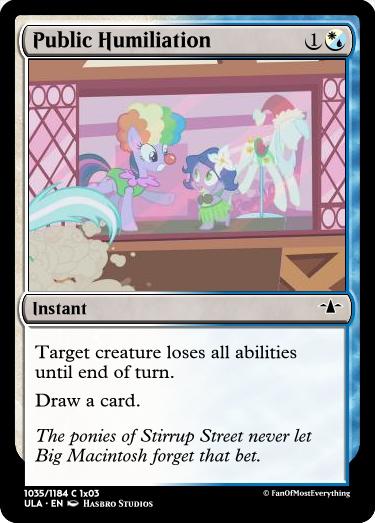 Public Humiliation 1
Instant
Target creature loses all abilities
until end of turn.
Draw a card.
The ponies of Stirrup Street never let
Big Macintosh forget that bet.
1035/1184 C 1x03
ULA • EN Hasbro Studios
© FanOfMostEverything